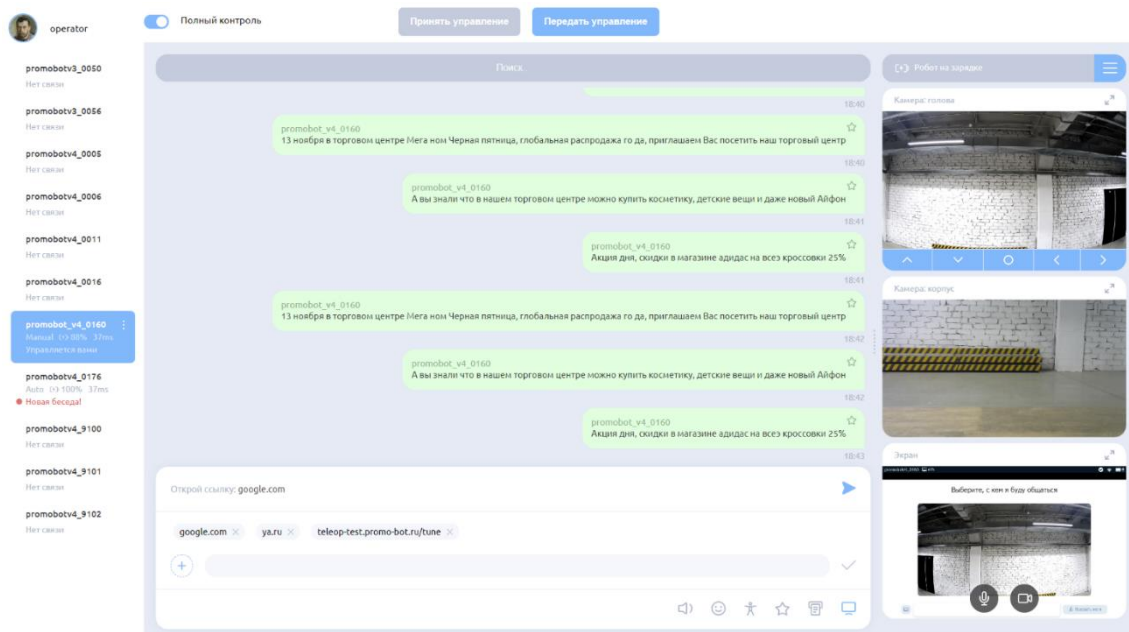 operator
Полный контроль
Принять управление
Передать управление
promobotv3_0050
Нет связи
promobotv3_0056
Нет связи
promobotv4_0005
Нет связи
promobotv4_0006
Нет связи
promobotv4_0011
Нет связи
promobotv4_0016
Нет связи
promobot_v4_0160
Manual 88% 37ms
Управляется вами
promobotv4_0176
Auto 100% 37ms
Новая беседа!
promobotv4_9100
Нет связи
promobotv4_9101
Нет связи
promobotv4_9102
Нет связи
Поиск
18:40
promobot_v4_0160
13 ноября в торговом центре Мега ном Черная пятница, глобальная распродажа го да, приглашаем Вас посетить наш торговый центр
18:40
promobot_v4_0160
А вы знали что в нашем торговом центре можно купить косметику, детские вещи и даже новый Айфон
18:41
promobot_v4_0160
Акция дня, скидки в магазине адидас на всез кроссовки 25%
18:41
promobot_v4_0160
13 ноября в торговом центре Мега ном Черная пятница, глобальная распродажа го да, приглашаем Вас посетить наш торговый центр
18:42
promobot_v4_0160
А вы знали что в нашем торговом центре можно купить косметику, детские вещи и даже новый Айфон
18:42
promobot_v4_0160
Акция дня, скидки в магазине адидас на всез кроссовки 25%
18:43
Открой ссылку: google.com
google.com
ya.ru
teleop-test.promo-bot.ru/tune
Робот на зарядке
Камера: голова
Камера: корпус
Экран
Выберите, с кем я буду общаться